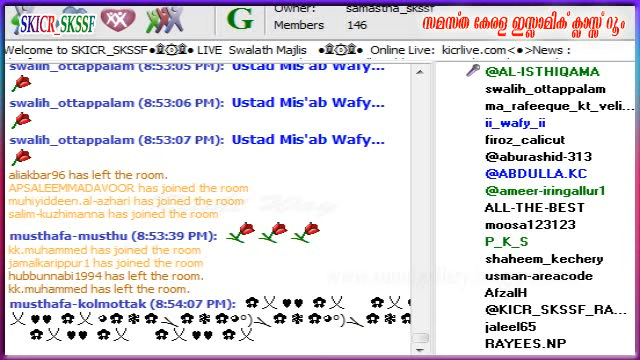 SKICR_SKSSF
G
Owner
samastha_skssf
Members
146
സമസ്ത കേരള ഇസ്ലാമിക് ക്ലാസ്സ് റൂം
Welcome to SKICR_SKSSF●۩۞۩● LIVE Swalath Majlis ●۩۞۩● Online Live: kicrlive.com<●>News :
swalih_ottappalam (8:53:05 PM): Ustad Mis'ab Wafy...
swalih_ottappalam (8:53:06 PM): Ustad Mis'ab Wafy...
swalih_ottappalam (8:53:07 PM): Ustad Mis'ab Wafy...
aliakbar96 has left the room.
APSALEEMMADAVOOR has joined the room
muhiyiddeen.al-azhari has joined the room
salim-kuzhimanna has joined the room
musthafa-musthu (8:53:39 PM):
kk.muhammed has joined the room
jamalkarippur1 has joined the room
hubbunnabi1994 has left the room.
kk.muhammed has left the room.
musthafa-kolmottak (8:54:07 PM):
@AL-ISTHIQAMA
swalih_ottappalam
ma_rafeeque_kt_veli...
ii_wafy_ii
firoz_calicut
@aburashid-313
@ABDULLA.KC
@ameer-iringallur1
ALL-THE-BEST
moosa123123
P_K_S
shaheem_kechery
usman-areacode
AfzalH
@KICR_SKSSF_RA...
jaleel65
RAYEES.NP